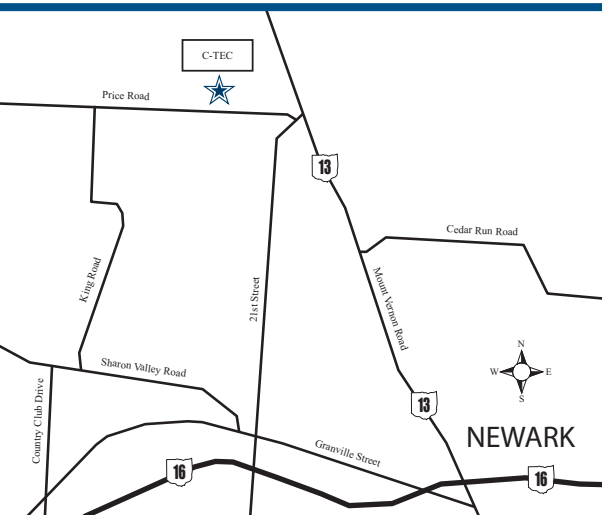 C-TEC
Price Road
13
Cedar Run Road
King Road
21st Street
Mount Vernon Road
N
W
E
S
Sharon Valley Road
Country Club Drive
13
NEWARK
Granville Street
16
16